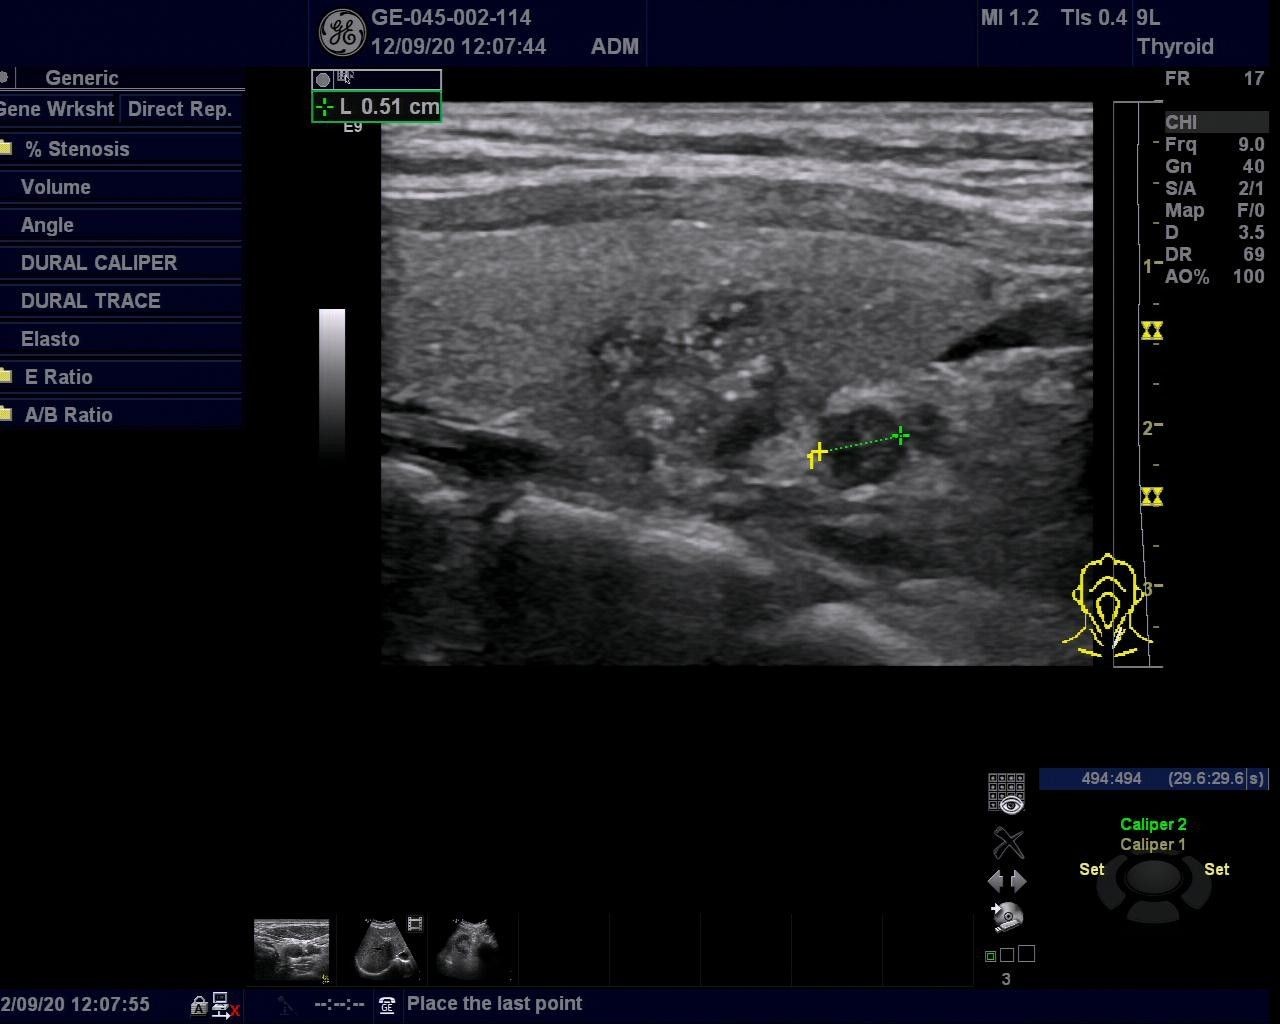 GE-045-002-114
12/09/20 12:07:44 ADM
MI 1.2 TIs 0.4 9L
Thyroid
Generic
Gene Wrksht Direct Rep.
% Stenosis
Volume
Angle
DURAL CALIPER
DURAL TRACE
Elasto
E Ratio
A/B Ratio
L 0.51 cm
E9
1
FR 17
CHI
Frq 9.0
Gn 40
S/A 2/1
Map F/0
D 3.5
DR 69
AO% 100
1
2
3
494:494 (29.6:29.6 s)
Caliper 2
Caliper 1
Set Set
3
2/09/20 12:07:55 --:--:-- GE Place the last point